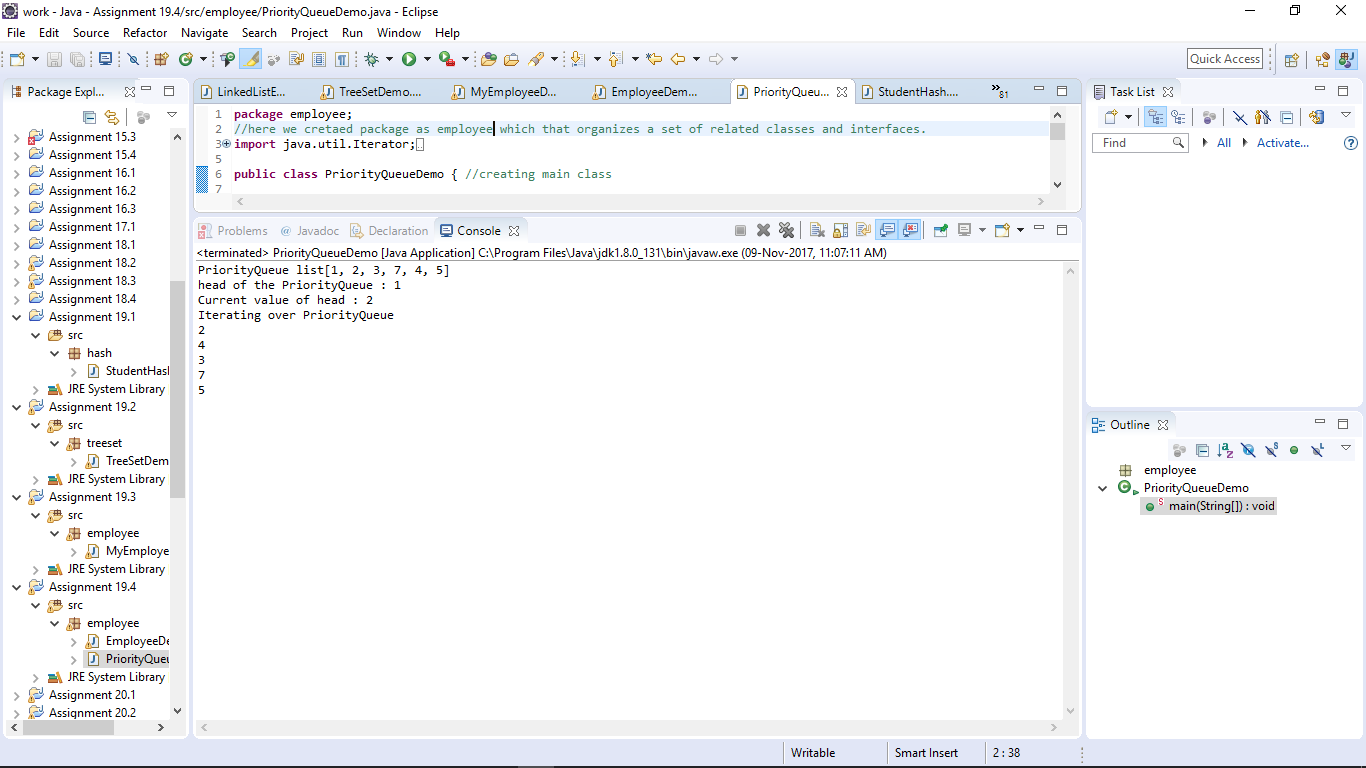 work - Java - Assignment 19.4/src/employee/PriorityQueueDemo.java - Eclipse
File Edit Source Refactor Navigate Search Project Run Window Help
Quick Access
Package Expl...
Assignment 15.3
Assignment 15.4
Assignment 16.1
Assignment 16.2
Assignment 16.3
Assignment 17.1
Assignment 18.1
Assignment 18.2
Assignment 18.3
Assignment 18.4
Assignment 19.1
src
hash
StudentHasl
JRE System Library
Assignment 19.2
src
treeset
TreeSetDem
JRE System Library
Assignment 19.3
src
employee
MyEmploye
JRE System Library
Assignment 19.4
src
employee
EmployeeDe
PriorityQueu
JRE System Library
Assignment 20.1
Assignment 20.2
LinkedListE... TreeSetDemo.... MyEmployeeD... EmployeeDem... PriorityQueu... StudentHash.... »81
1 package employee;
2 //here we cretaed package as employee which that organizes a set of related classes and interfaces.
3 import java.util.Iterator;
5
6 public class PriorityQueueDemo { //creating main class
7
Problems @ Javadoc Declaration Console
<terminated> PriorityQueueDemo [Java Application] C:\Program Files\Java\jdk1.8.0_131\bin\javaw.exe (09-Nov-2017, 11:07:11 AM)
PriorityQueue list[1, 2, 3, 7, 4, 5]
head of the PriorityQueue : 1
Current value of head : 2
Iterating over PriorityQueue
2
4
3
7
5
Task List
Find All Activate...
Outline
employee
PriorityQueueDemo
main(String[]) : void
Writable Smart Insert 2 : 38